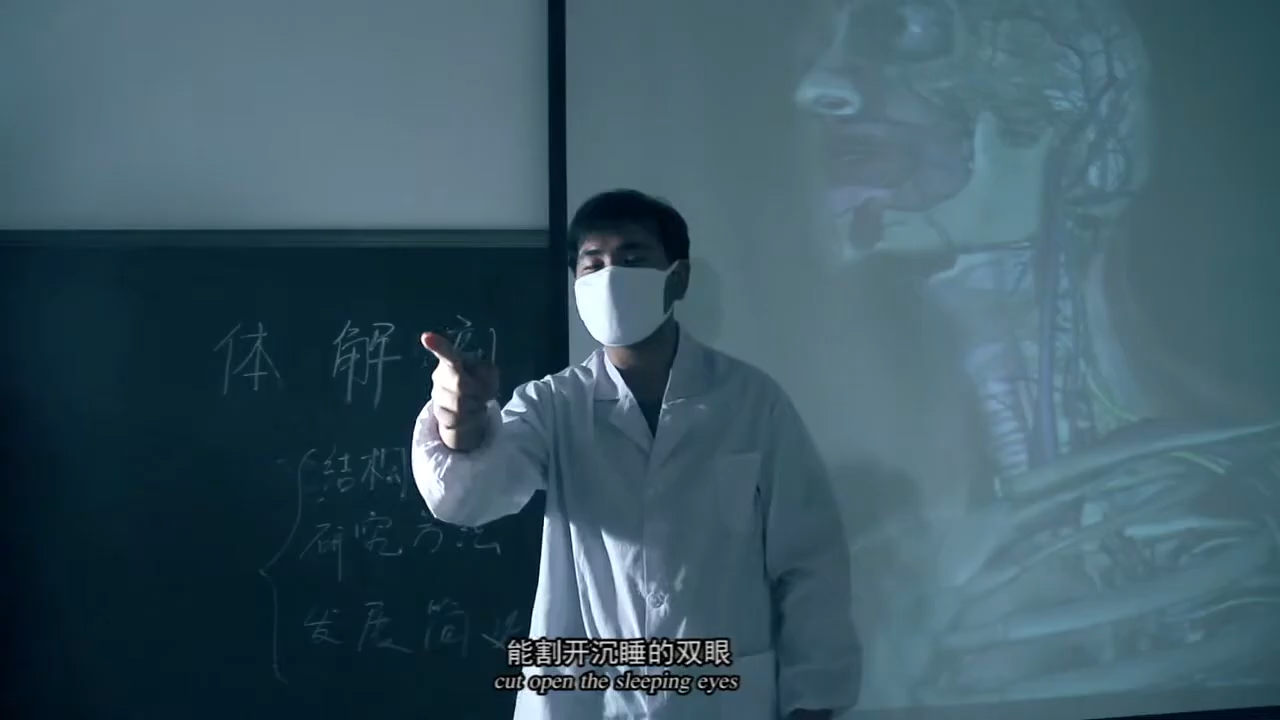 体解剖
结构
研究方法
发展简史
能割开沉睡的双眼
cut open the sleeping eyes